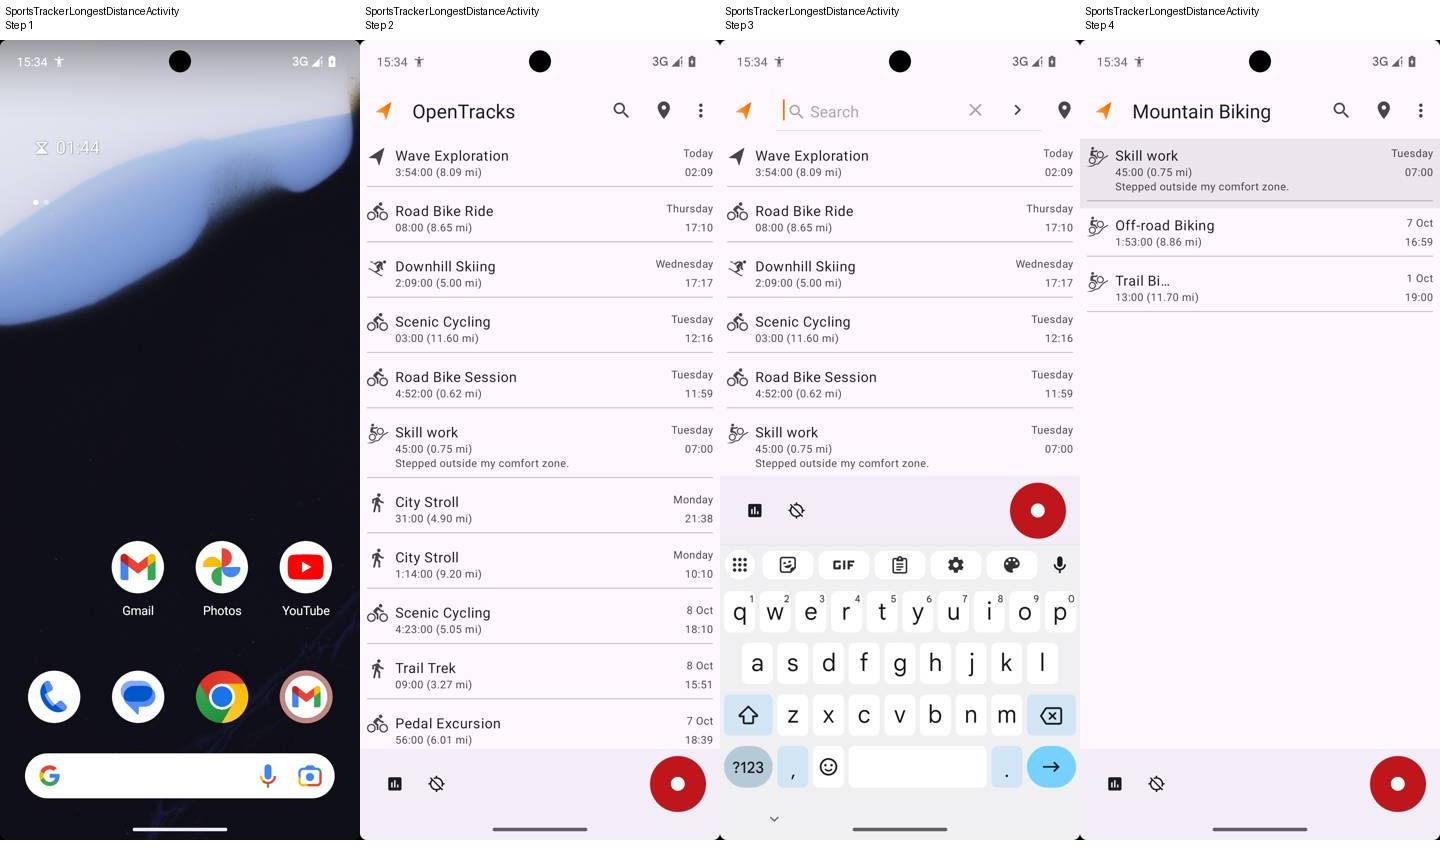 SportsTrackerLongestDistanceActivity
Step 1
15:34
3G
01:44
Gmail
Photos
YouTube
SportsTrackerLongestDistanceActivity
Step 2
15:34
3G
OpenTracks
Wave Exploration Today
3:54:00 (8.09 mi) 02:09
Road Bike Ride Thursday
08:00 (8.65 mi) 17:10
Downhill Skiing Wednesday
2:09:00 (5.00 mi) 17:17
Scenic Cycling Tuesday
03:00 (11.60 mi) 12:16
Road Bike Session Tuesday
4:52:00 (0.62 mi) 11:59
Skill work Tuesday
45:00 (0.75 mi) 07:00
Stepped outside my comfort zone.
City Stroll Monday
31:00 (4.90 mi) 21:38
City Stroll Monday
1:14:00 (9.20 mi) 10:10
Scenic Cycling 8 Oct
4:23:00 (5.05 mi) 18:10
Trail Trek 8 Oct
09:00 (3.27 mi) 15:51
Pedal Excursion 7 Oct
56:00 (6.01 mi) 18:39
SportsTrackerLongestDistanceActivity
Step 3
15:34
3G
Search
Wave Exploration Today
3:54:00 (8.09 mi) 02:09
Road Bike Ride Thursday
08:00 (8.65 mi) 17:10
Downhill Skiing Wednesday
2:09:00 (5.00 mi) 17:17
Scenic Cycling Tuesday
03:00 (11.60 mi) 12:16
Road Bike Session Tuesday
4:52:00 (0.62 mi) 11:59
Skill work Tuesday
45:00 (0.75 mi) 07:00
Stepped outside my comfort zone.
GIF
1 2 3 4 5 6 7 8 9 0
q w e r t y u i o p
a s d f g h j k l
z x c v b n m
?123 , .
SportsTrackerLongestDistanceActivity
Step 4
15:34
3G
Mountain Biking
Skill work Tuesday
45:00 (0.75 mi) 07:00
Stepped outside my comfort zone.
Off-road Biking 7 Oct
1:53:00 (8.86 mi) 16:59
Trail Bi… 1 Oct
13:00 (11.70 mi) 19:00